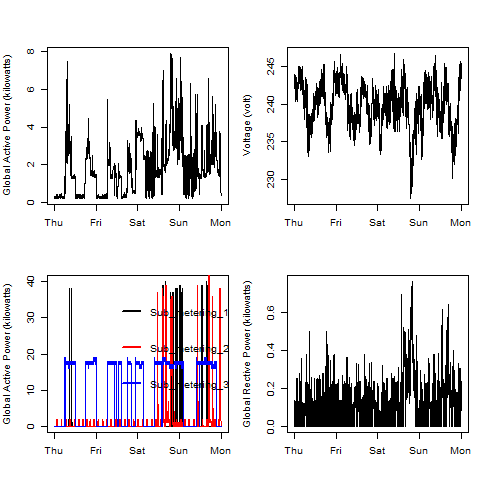 Global Active Power (kilowatts)
0 2 4 6 8
Thu Fri Sat Sun Mon
Voltage (volt)
230 235 240 245
Thu Fri Sat Sun Mon
Global Active Power (kilowatts)
0 10 20 30 40
Sub_metering_1
Sub_metering_2
Sub_metering_3
Thu Fri Sat Sun Mon
Global Rective Power (kilowatts)
0.0 0.2 0.4 0.6
Thu Fri Sat Sun Mon